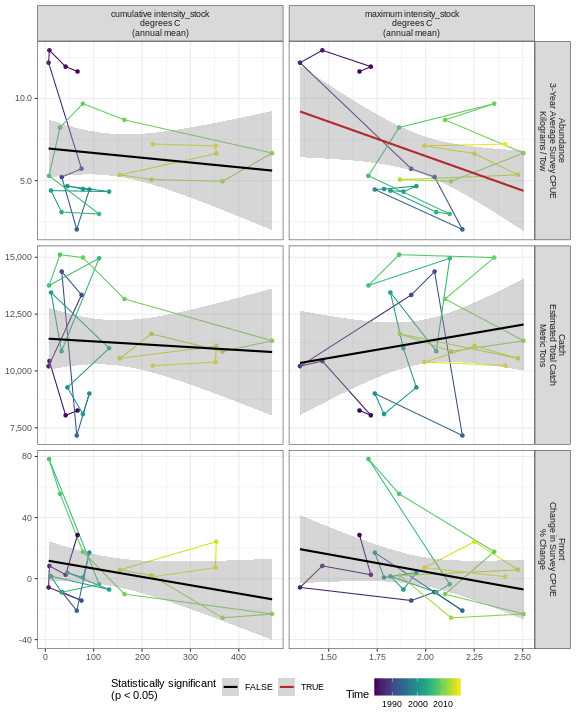 cumulative intensity_stock
degrees C
(annual mean)
maximum intensity_stock
degrees C
(annual mean)
10.0
5.0
Abundance
3-Year Average Survey CPUE
Kilograms / Tow
15,000
12,500
10,000
7,500
Catch
Estimated Total Catch
Metric Tons
80
40
0
-40
Fmort
Change in Survey CPUE
% Change
0 100 200 300 400
1.50 1.75 2.00 2.25 2.50
Statistically significant
(p < 0.05)
FALSE TRUE
Time
1990 2000 2010